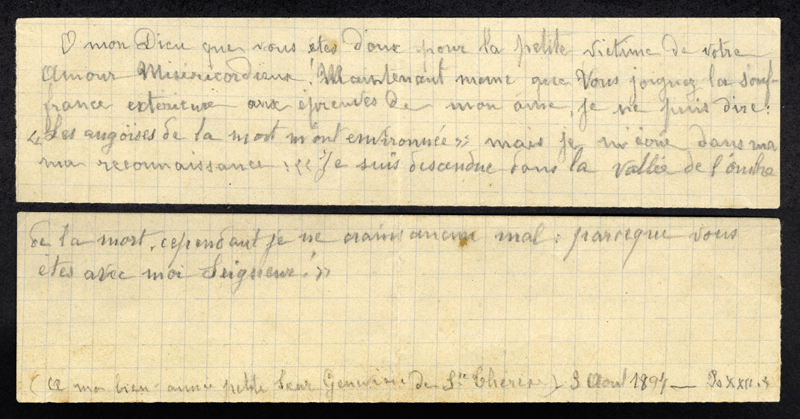 O mon Dieu que vous êtes doux pour la petite victime de votre
Amour Miséricordieux! Maintenant même que Vous joignez la souf-
france extérieure aux épreuves de mon âme, je ne puis dire:
«Les angoises de la mort m'ont environnée» mais je m'écrie dans ma
ma reconnaissance: «Je suis descendue dans la vallée de l'ombre
de la mort, cependant je ne crains aucun mal: parceque vous
êtes avec moi Seigneur!»
(A ma bien-aimée petite Sœur Geneviève de Ste Thérèse) 3 Août 1897 — Ps XXII.4